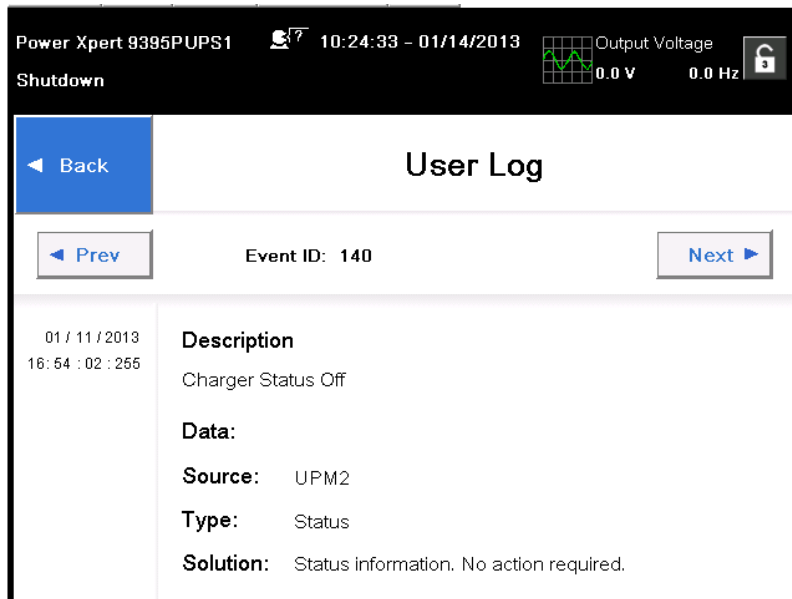 Power Xpert 9395PUPS1 ? 10:24:33 - 01/14/2013 Output Voltage
Shutdown 0.0 V 0.0 Hz 3
◄ Back User Log
◄ Prev Event ID: 140 Next ►
01 / 11 / 2013 Description
16: 54 : 02 : 255
Charger Status Off
Data:
Source: UPM2
Type: Status
Solution: Status information. No action required.